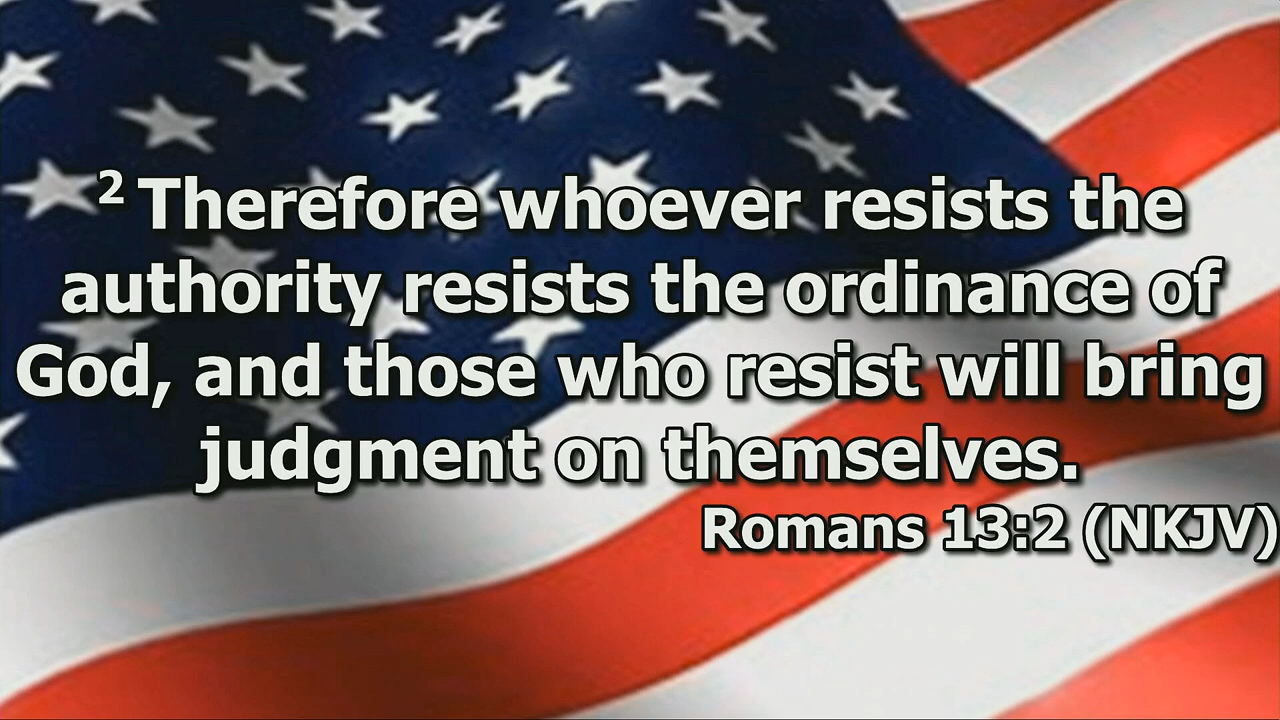 2 Therefore whoever resists the
authority resists the ordinance of
God, and those who resist will bring
judgment on themselves.
Romans 13:2 (NKJV)